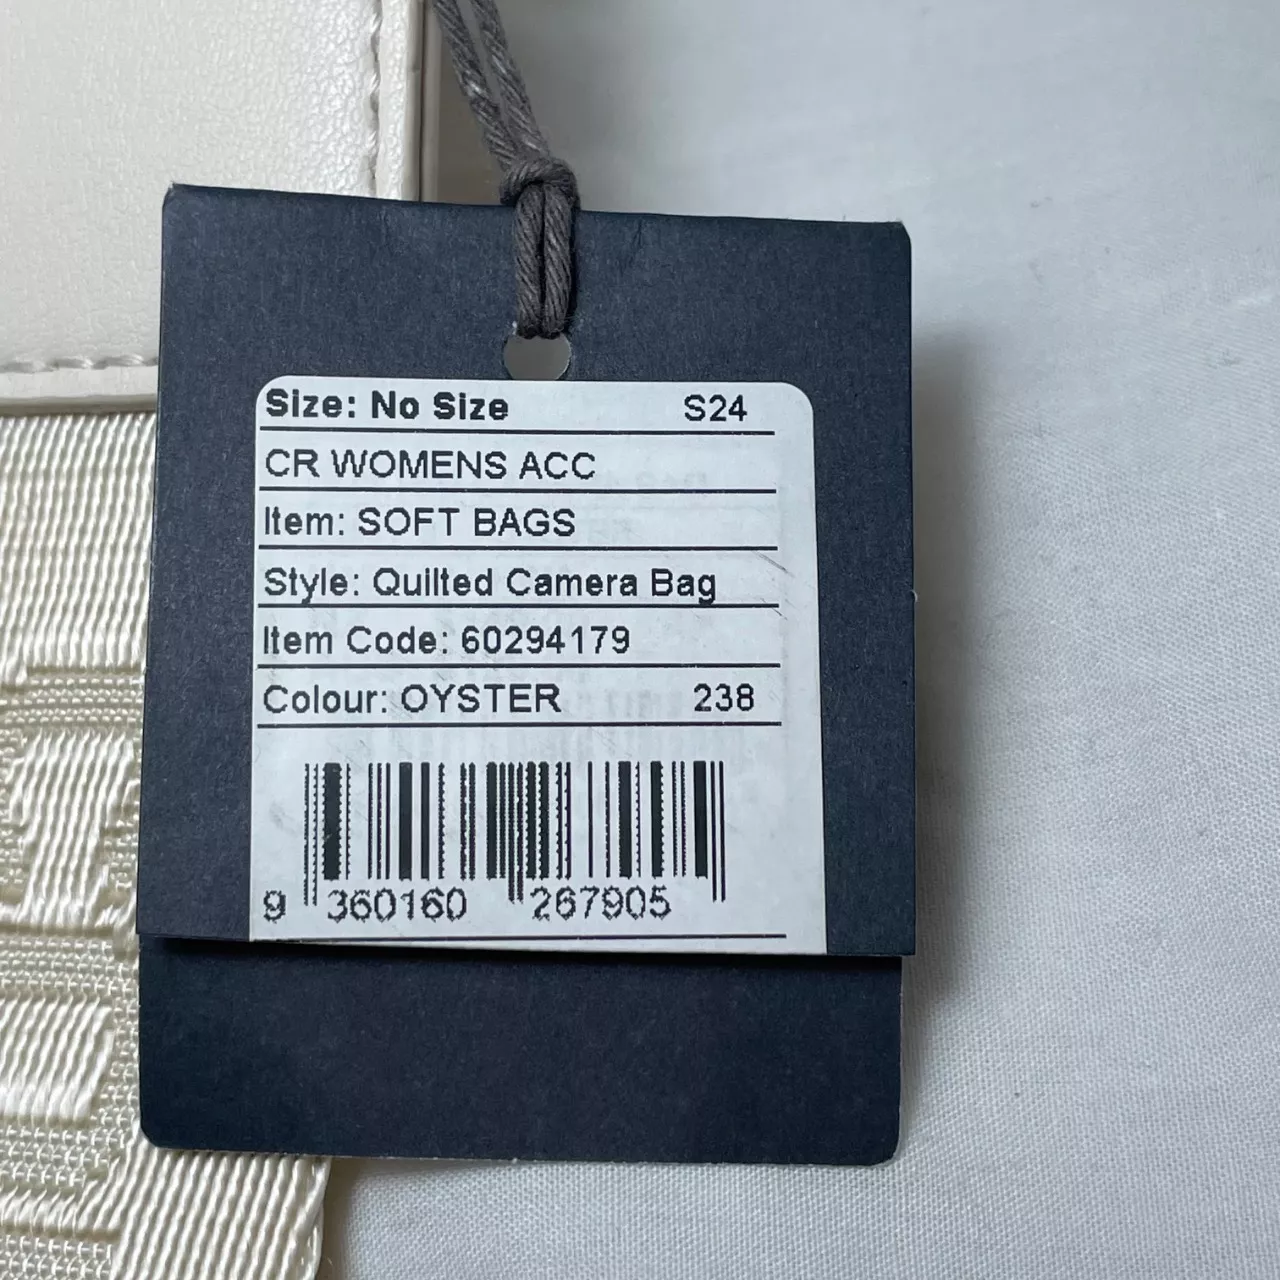 Size: No Size S24
CR WOMENS ACC
Item: SOFT BAGS
Style: Quilted Camera Bag
Item Code: 60294179
Colour: OYSTER 238
9 360160 267905